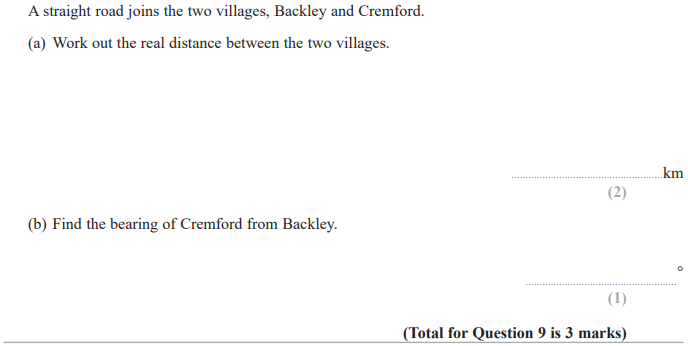 A straight road joins the two villages, Backley and Cremford.
(a) Work out the real distance between the two villages.
km
(2)
(b) Find the bearing of Cremford from Backley.
°
(1)
(Total for Question 9 is 3 marks)